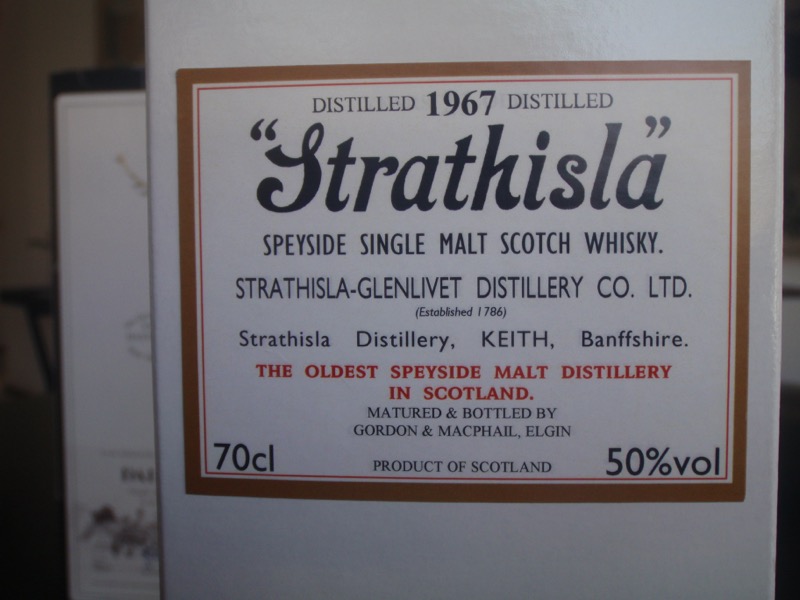 DISTILLED 1967 DISTILLED
"Strathisla"
SPEYSIDE SINGLE MALT SCOTCH WHISKY.
STRATHISLA-GLENLIVET DISTILLERY CO. LTD.
(Established 1786)
Strathisla Distillery, KEITH, Banffshire.
THE OLDEST SPEYSIDE MALT DISTILLERY
IN SCOTLAND.
MATURED & BOTTLED BY
GORDON & MACPHAIL, ELGIN
70cl PRODUCT OF SCOTLAND 50%vol